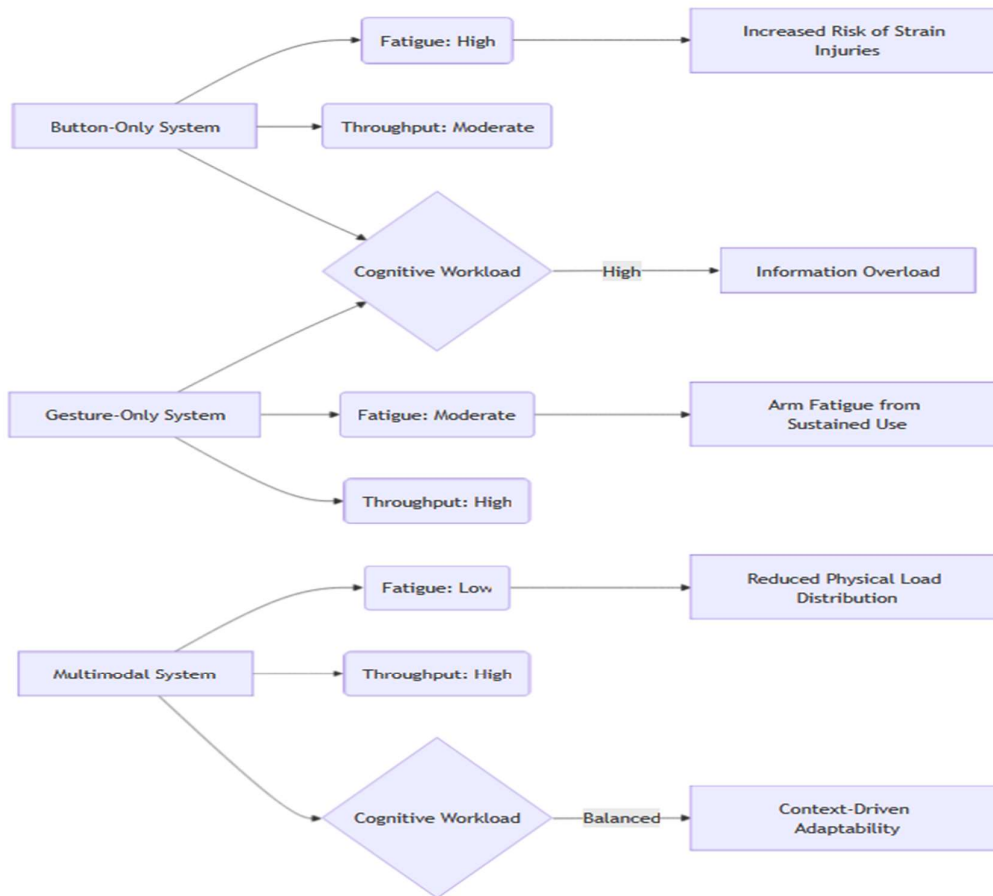 Fatigue: High
Increased Risk of Strain
Injuries
Button-Only System
Throughput: Moderate
Cognitive Workload
High
Information Overload
Gesture-Only System
Fatigue: Moderate
Arm Fatigue from
Sustained Use
Throughput: High
Fatigue: Low
Reduced Physical Load
Distribution
Multimodal System
Throughput: High
Cognitive Workload
Balanced
Context-Driven
Adaptability